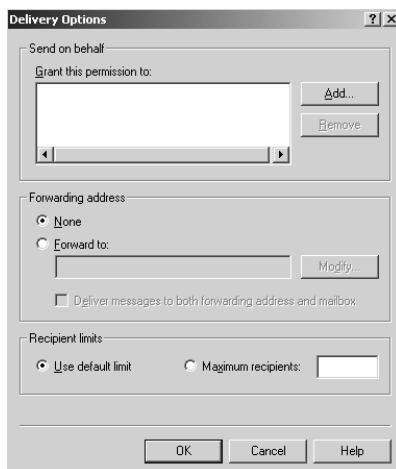 Delivery Options
Send on behalf
Grant this permission to:
Add...
Remove
Forwarding address
None
Forward to:
Modify...
Deliver messages to both forwarding address and mailbox
Recipient limits
Use default limit Maximum recipients:
OK Cancel Help